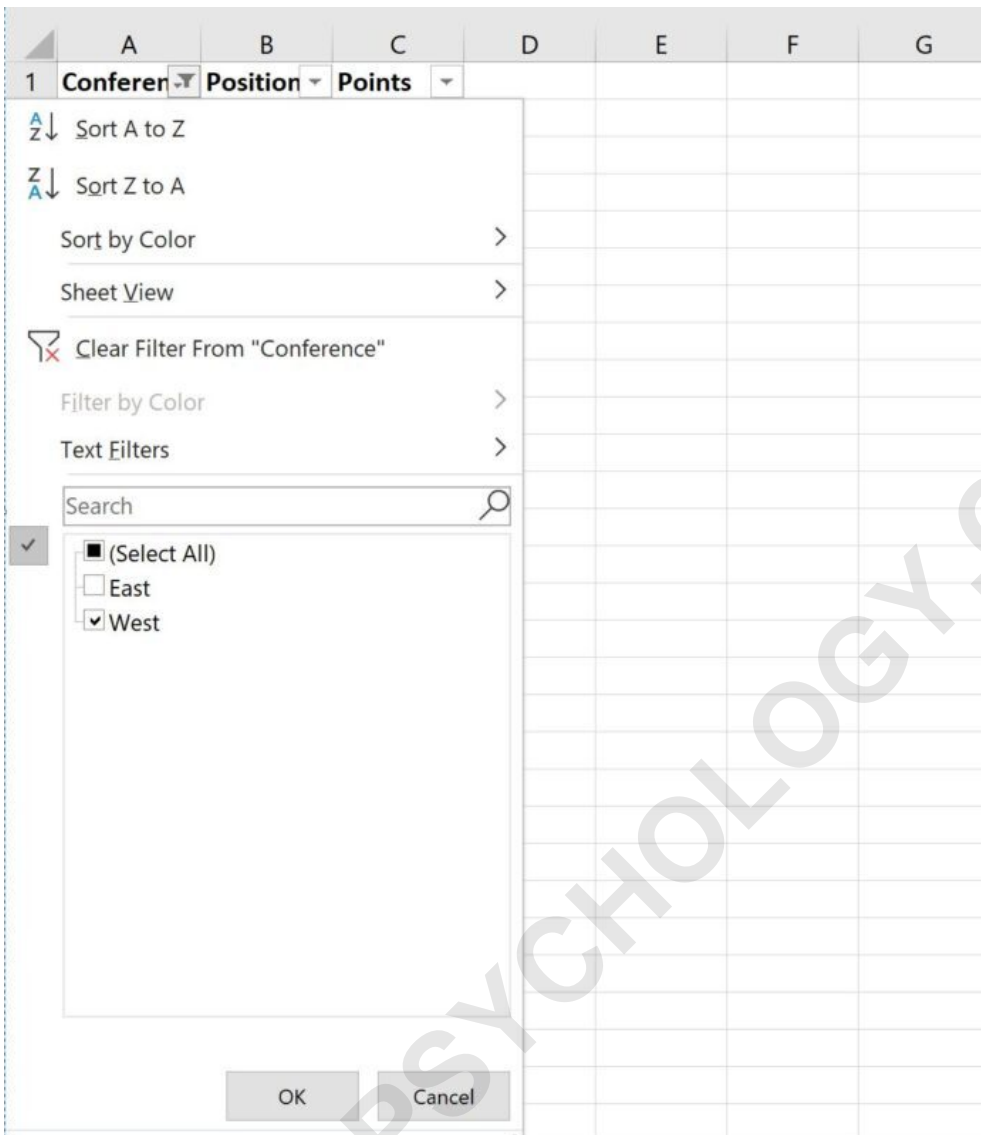 A B C D E F G
1 Conferen Position Points
A Z Sort A to Z
Z A Sort Z to A
Sort by Color
Sheet View
Clear Filter From "Conference"
Filter by Color
Text Filters
Search
(Select All)
East
West
OK Cancel
PSYCHOLOGY.